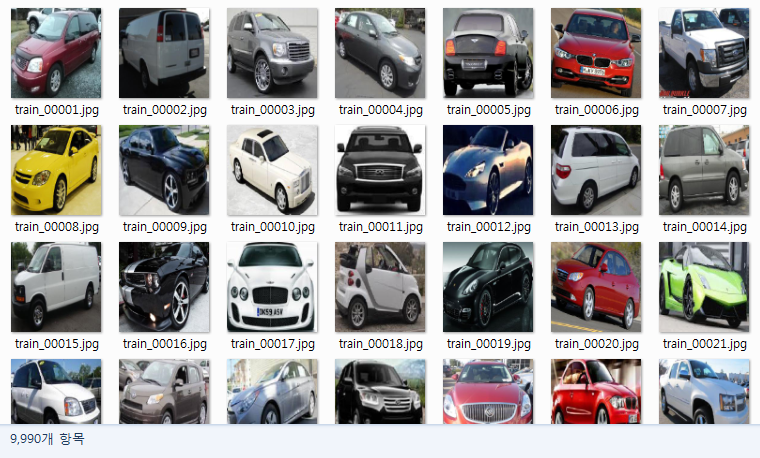 train_00001.jpg
train_00002.jpg
train_00003.jpg
train_00004.jpg
train_00005.jpg
train_00006.jpg
train_00007.jpg
train_00008.jpg
train_00009.jpg
train_00010.jpg
train_00011.jpg
train_00012.jpg
train_00013.jpg
train_00014.jpg
train_00015.jpg
train_00016.jpg
train_00017.jpg
train_00018.jpg
train_00019.jpg
train_00020.jpg
train_00021.jpg
9,990개 항목